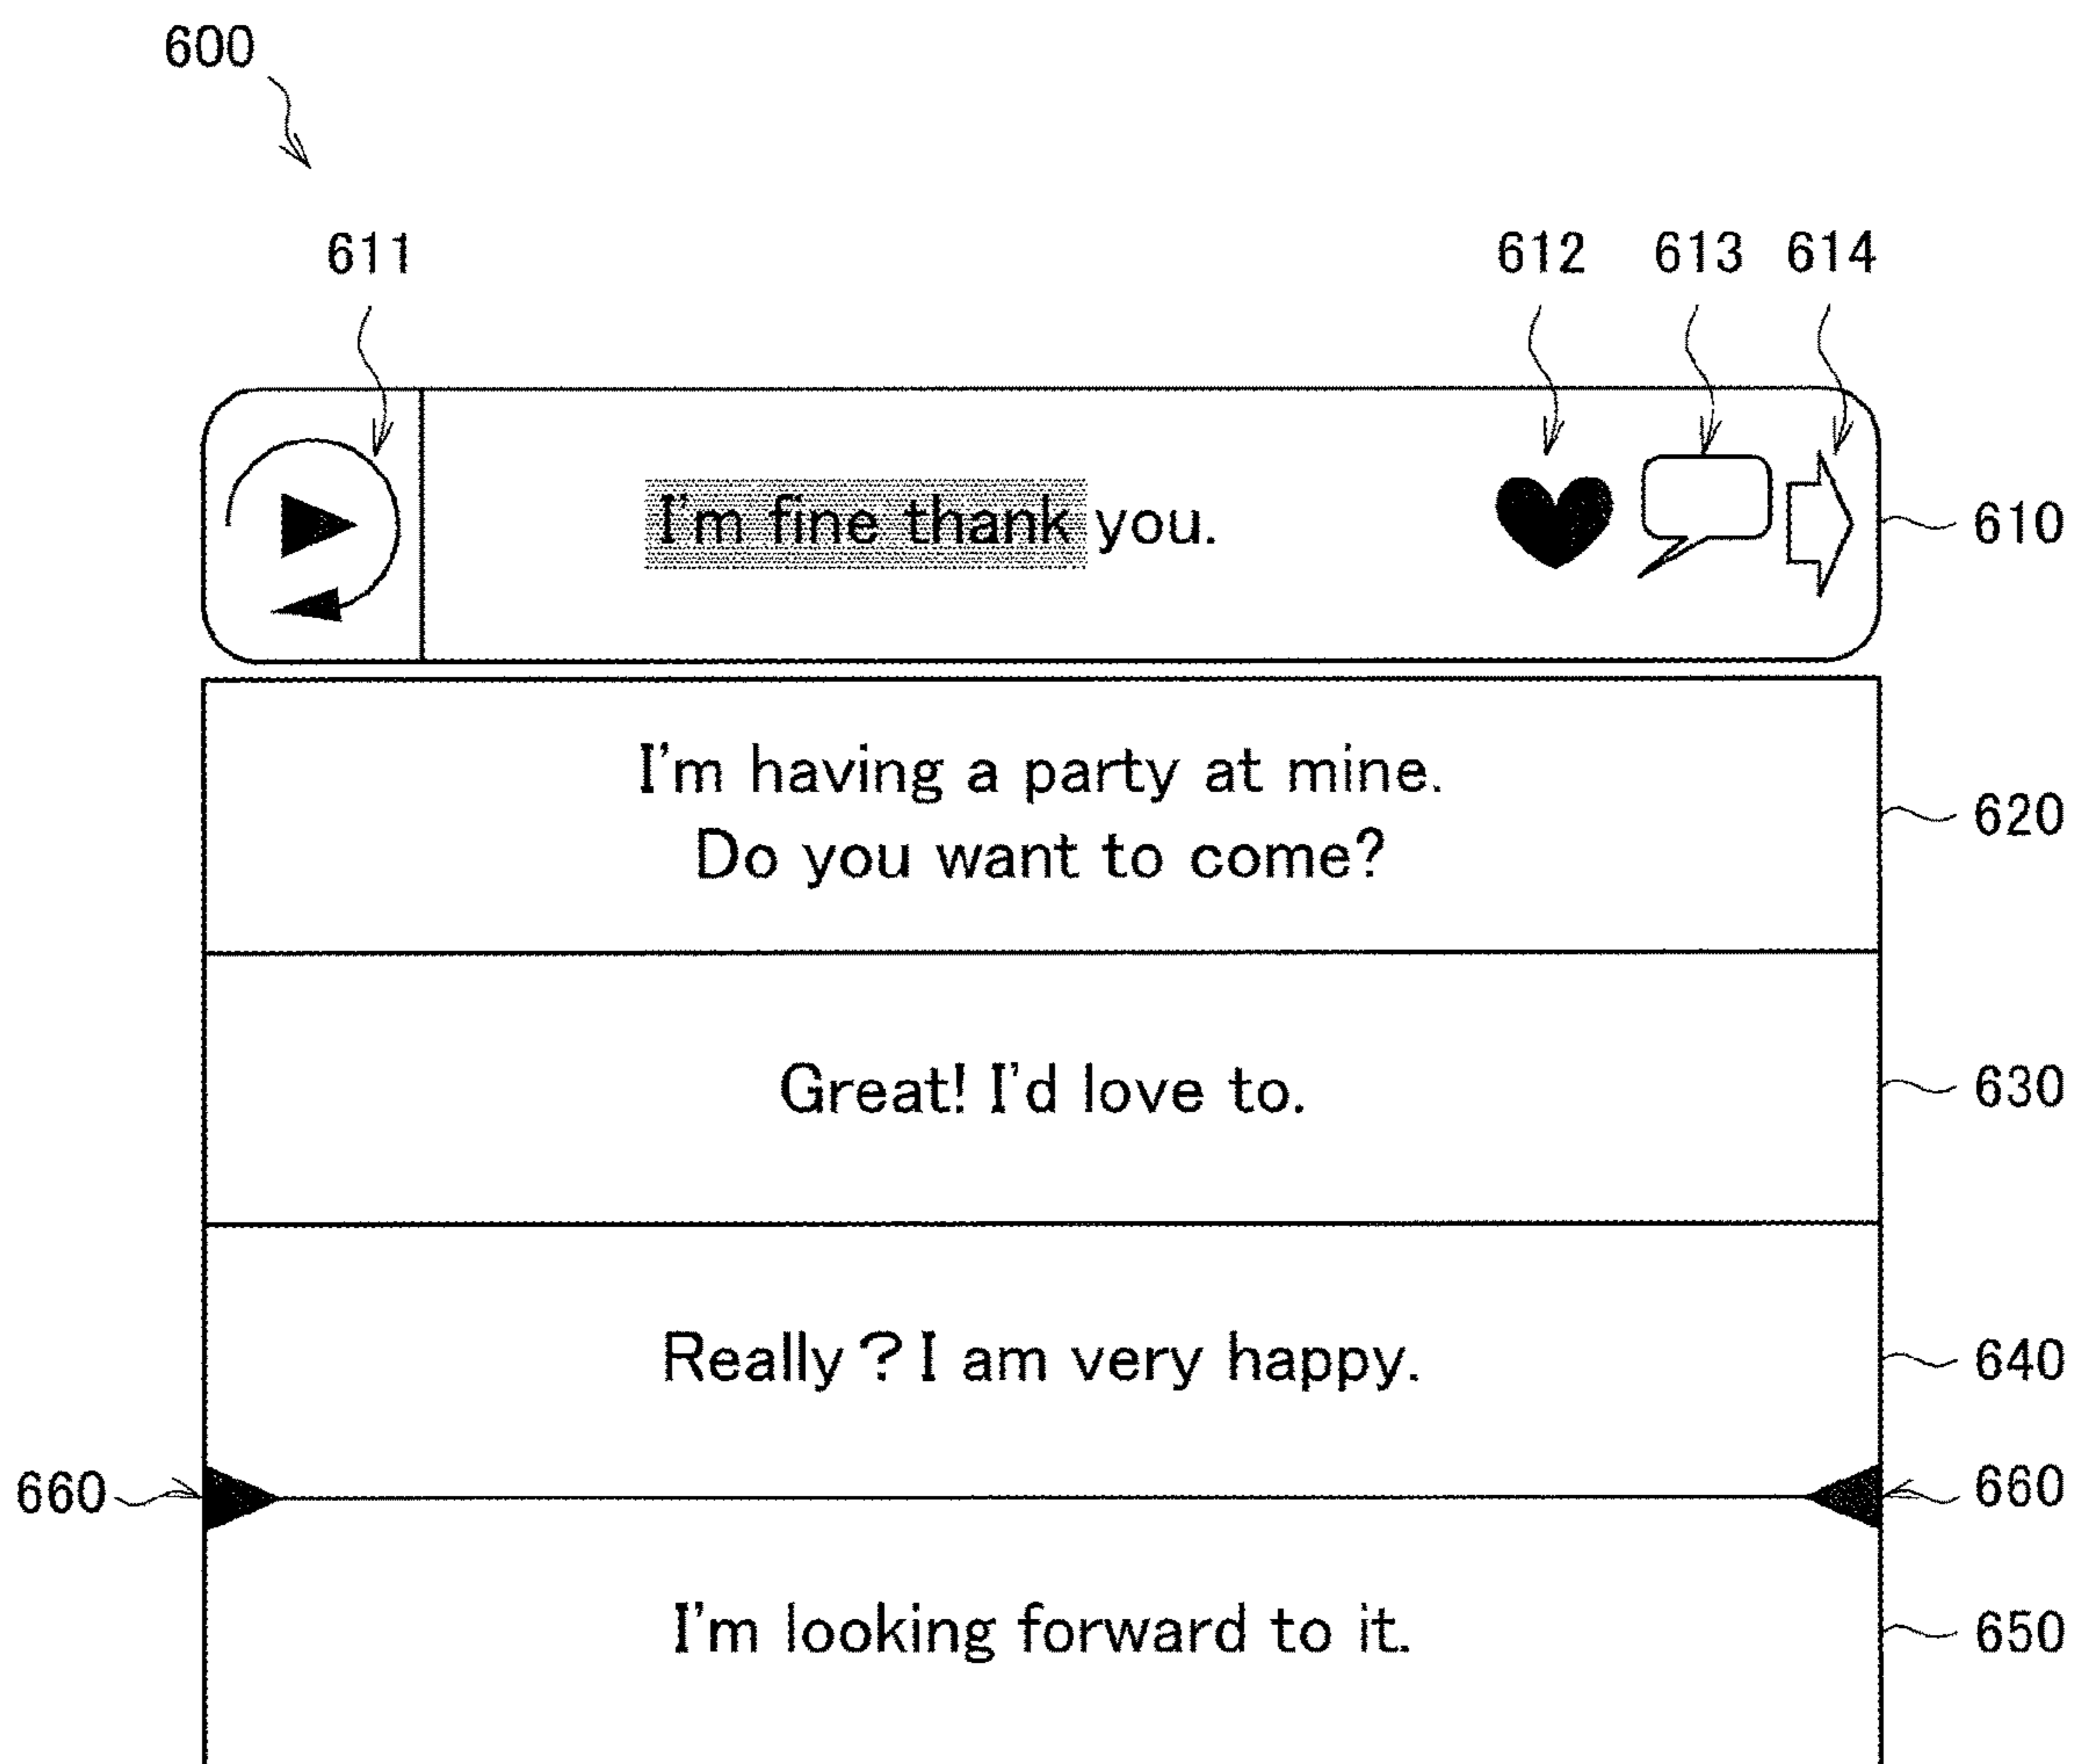 600
611
612 613 614
I'm fine thank you.
610
I'm having a party at mine.
Do you want to come?
620
Great! I'd love to.
630
Really? I am very happy.
640
660
660
I'm looking forward to it.
650